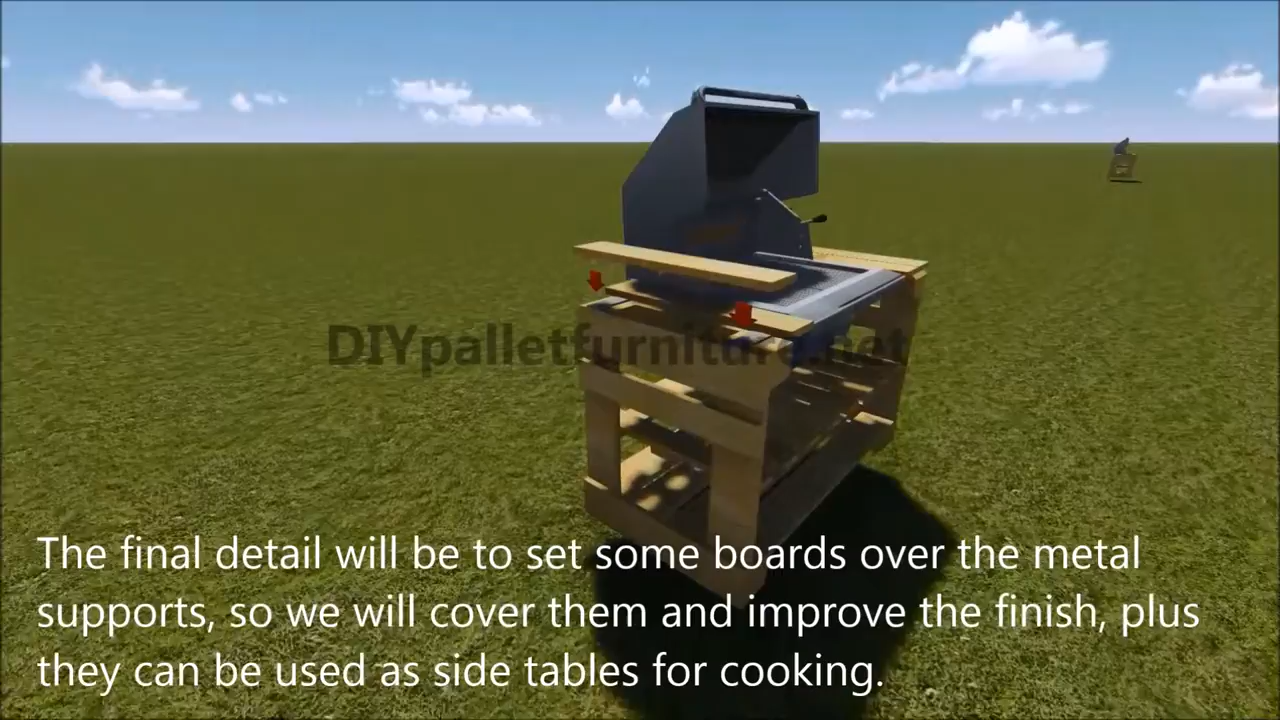 DIYpalletfurniture.net
The final detail will be to set some boards over the metal
supports, so we will cover them and improve the finish, plus
they can be used as side tables for cooking.